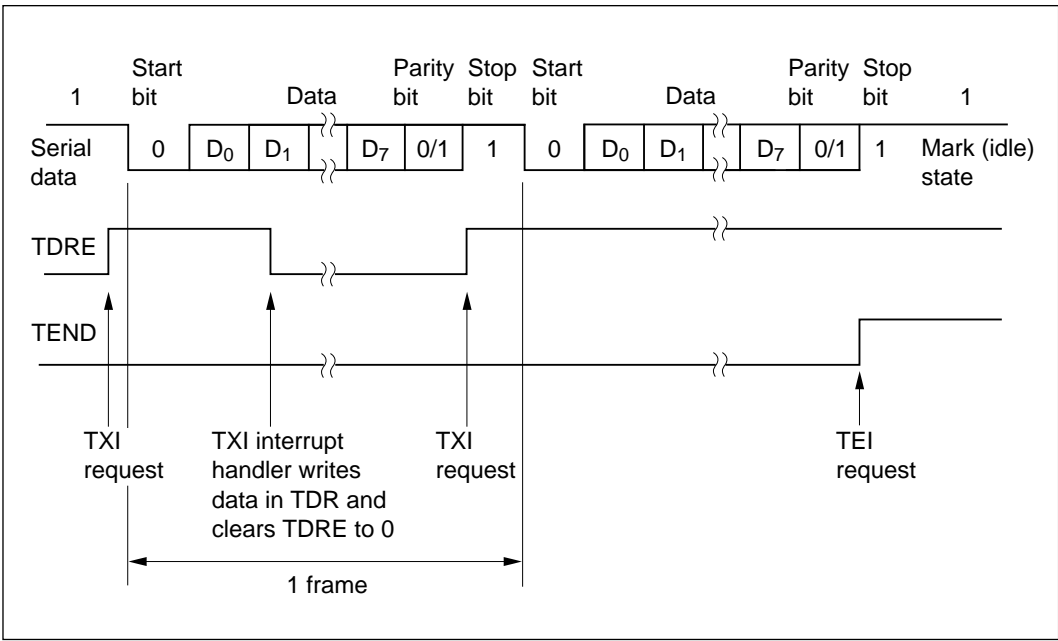 Start Parity Stop Start Parity Stop
1 bit Data bit bit bit Data bit bit 1
Serial 0 D₀ D₁ D₇ 0/1 1 0 D₀ D₁ D₇ 0/1 1 Mark (idle)
data state
TDRE
TEND
TXI TXI interrupt TXI TEI
request handler writes request request
data in TDR and
clears TDRE to 0
1 frame